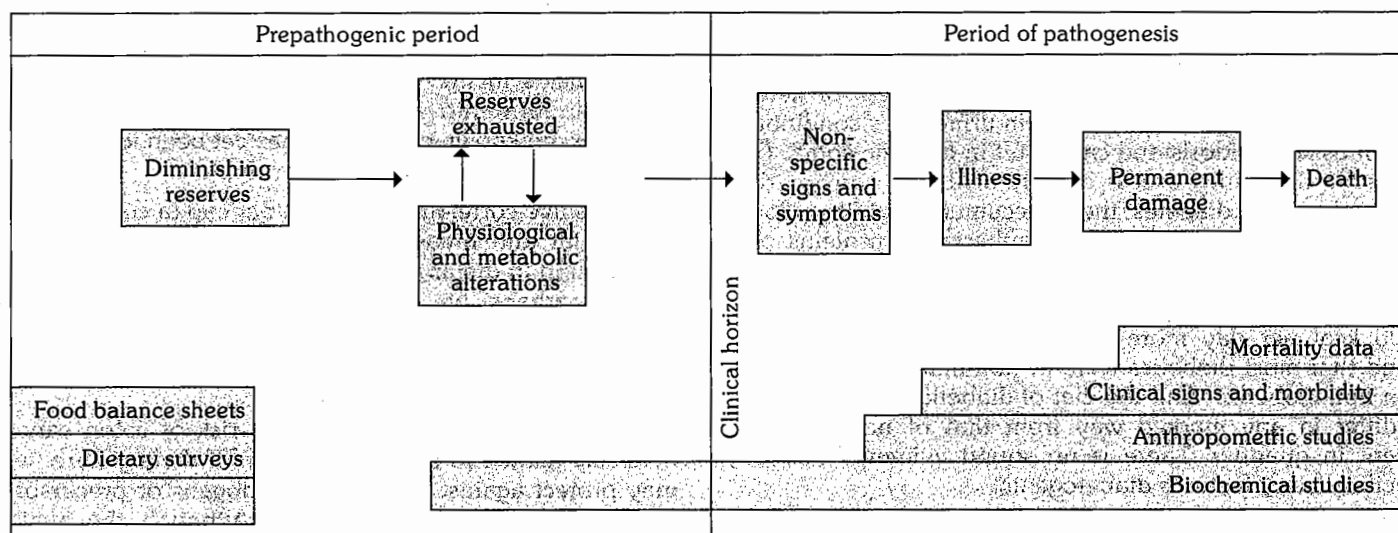 Prepathogenic period
Period of pathogenesis
Diminishing
reserves
Reserves
exhausted
Physiological
and metabolic
alterations
Non-
specific
signs and
symptoms
Illness
Permanent
damage
Death
Clinical horizon
Mortality data
Clinical signs and morbidity
Anthropometric studies
Biochemical studies
Food balance sheets
Dietary surveys